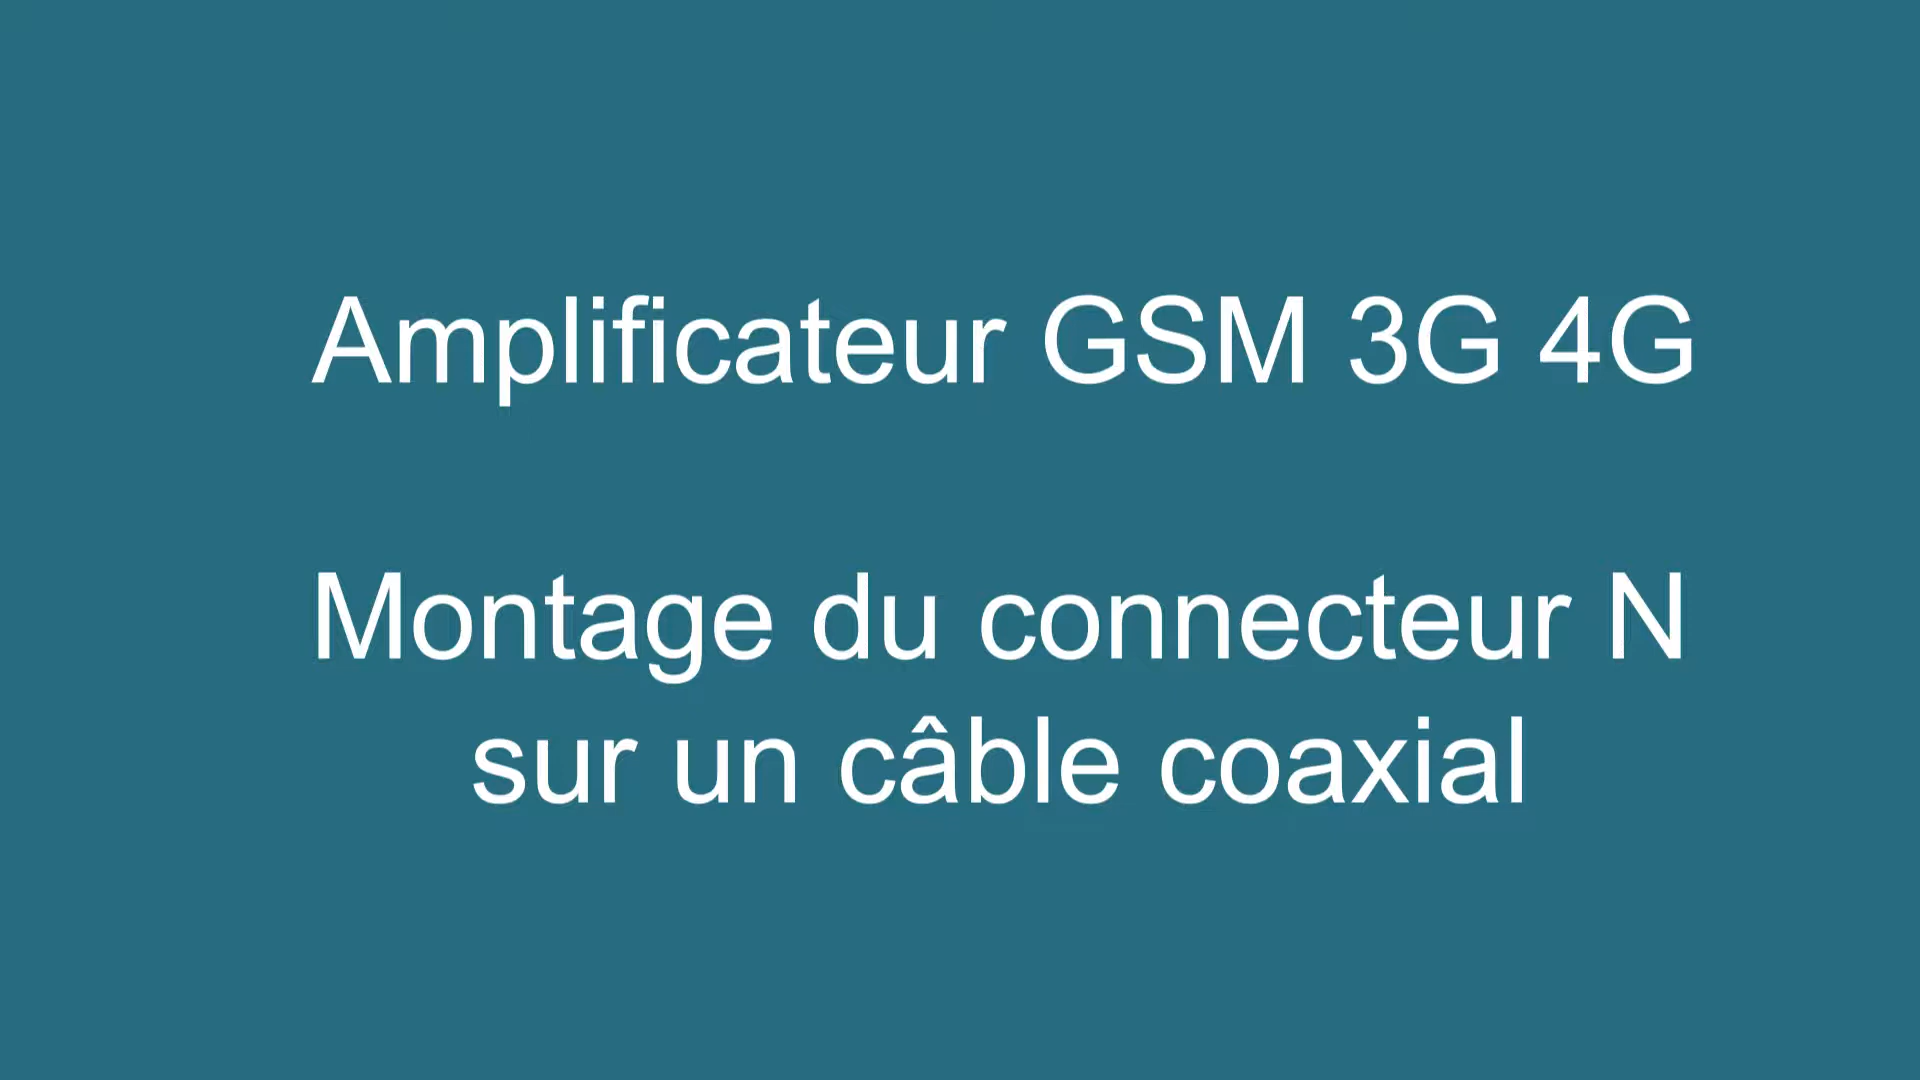 Amplificateur GSM 3G 4G
Montage du connecteur N
sur un câble coaxial